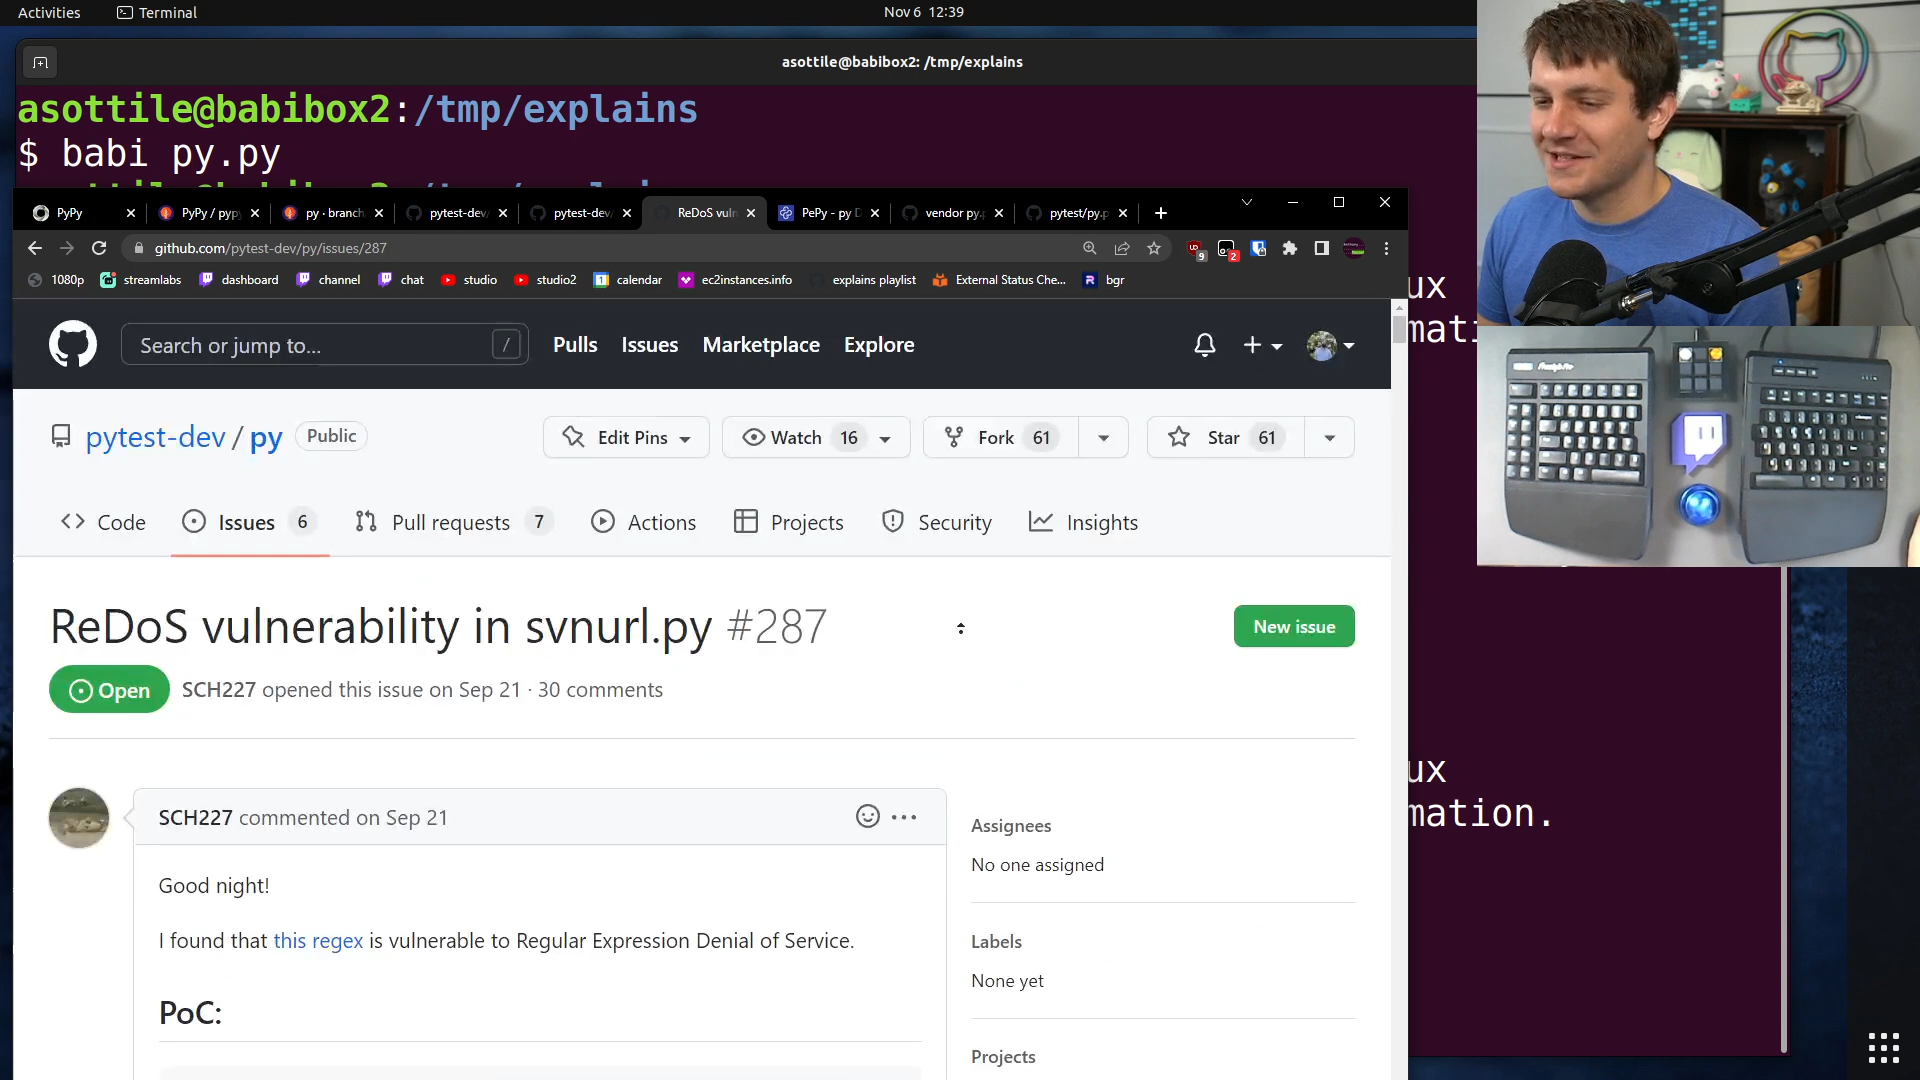 Activities
Terminal
Nov 6 12:39
asottile@babibox2: /tmp/explains
asottile@babibox2:/tmp/explains
$ babi py.py
PyPy
PyPy / pypy
py · branch
pytest-dev/
pytest-dev/
ReDoS vuln
PePy - py D
vendor py.p
pytest/py.p
github.com/pytest-dev/py/issues/287
9
2
1080p
streamlabs
dashboard
channel
chat
studio
studio2
calendar
ec2instances.info
explains playlist
External Status Che...
bgr
ux
mati
Search or jump to...
/
Pulls
Issues
Marketplace
Explore
pytest-dev / py
Public
Edit Pins
Watch 16
Fork 61
Star 61
Code
Issues 6
Pull requests 7
Actions
Projects
Security
Insights
ReDoS vulnerability in svnurl.py #287
New issue
Open
SCH227 opened this issue on Sep 21 · 30 comments
SCH227 commented on Sep 21
Good night!
I found that this regex is vulnerable to Regular Expression Denial of Service.
PoC:
Assignees
No one assigned
Labels
None yet
Projects
ux
mation.